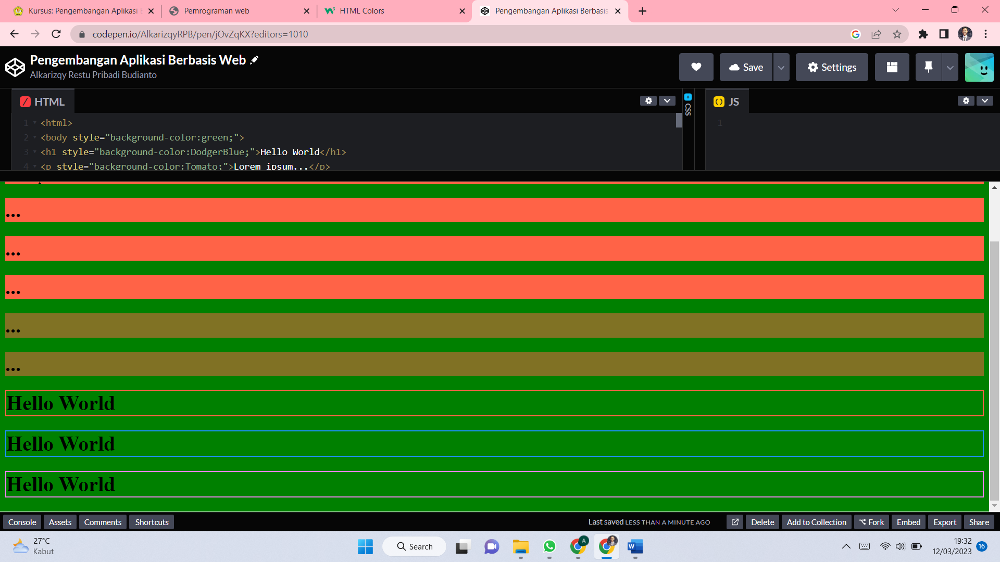 Kursus: Pengembangan Aplikasi
Pemrograman web
HTML Colors
Pengembangan Aplikasi Berbasis
codepen.io/AlkarizqyRPB/pen/jOvZqKX?editors=1010
Pengembangan Aplikasi Berbasis Web
Alkarizqy Restu Pribadi Budianto
Save
Settings
HTML
CSS
JS
1 <html>
2 <body style="background-color:green;">
3 <h1 style="background-color:DodgerBlue;">Hello World</h1>
4 <p style="background-color:Tomato;">Lorem ipsum...</p>
1
...
...
...
...
...
Hello World
Hello World
Hello World
Console Assets Comments Shortcuts
Last saved LESS THAN A MINUTE AGO
Delete Add to Collection Fork Embed Export Share
27°C
Kabut
Search
A
W
19:32
12/03/2023
16